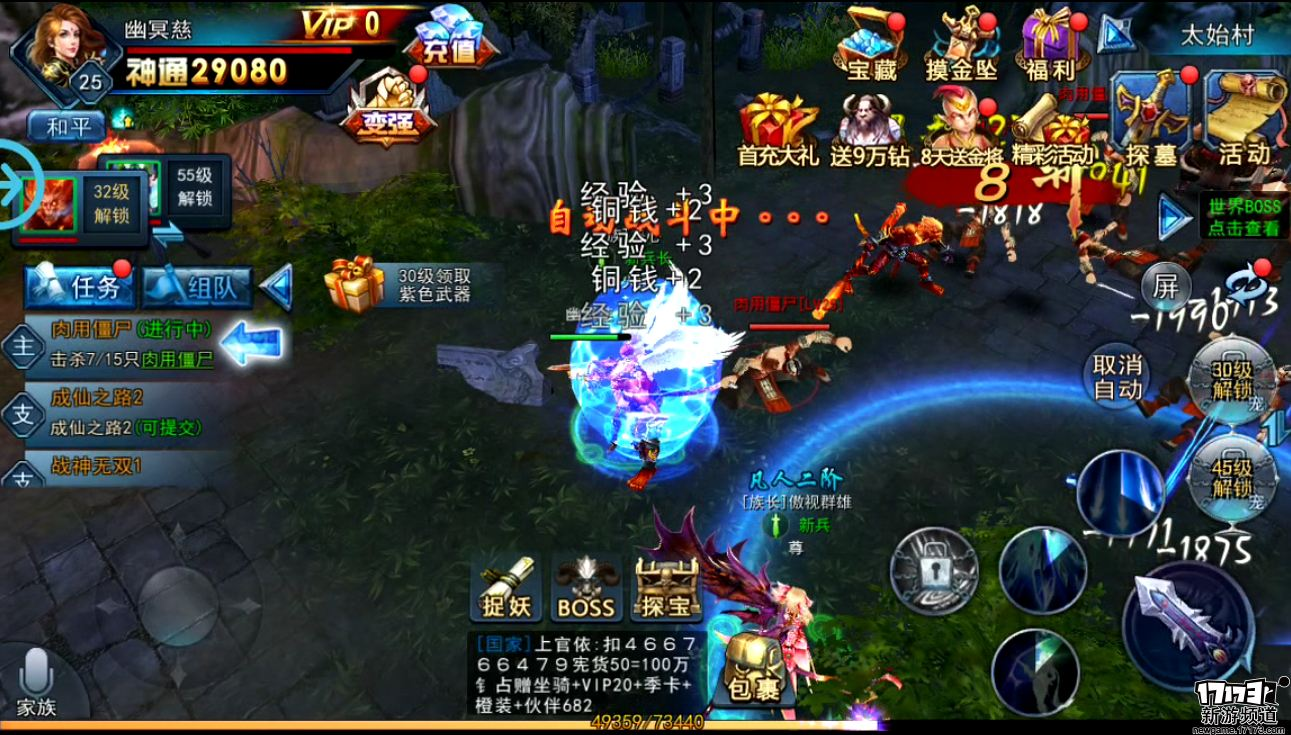 幽冥慈
VIP 0
充值
25
神通29080
变强
和平
宝藏
摸金坠
福利
太始村
首充大礼
送9万钻
8天送金将
精彩活动
探墓
活动
世界BOSS
点击查看
32级
解锁
55级
解锁
任务
组队
30级领取
紫色武器
经验 +3
铜钱+2
经验 +3
铜钱+2
经验 +3
-1818
肉用僵尸
屏
取消
自动
30级
解锁
宠
45级
解锁
宠
主
肉用僵尸(进行中)
击杀7/15只肉用僵尸
支
成仙之路2
成仙之路2(可提交)
支
战神无双1
凡人二阶
[族长]傲视群雄
新兵
尊
-1875
捉妖
BOSS
探宝
[国家]上官依:扣4667
66479宪货50=100万
钅占赠坐骑+VIP20+季卡+
橙装+伙伴682
包裹
家族
49359/73440
17173
新游频道
newgame.17173.com